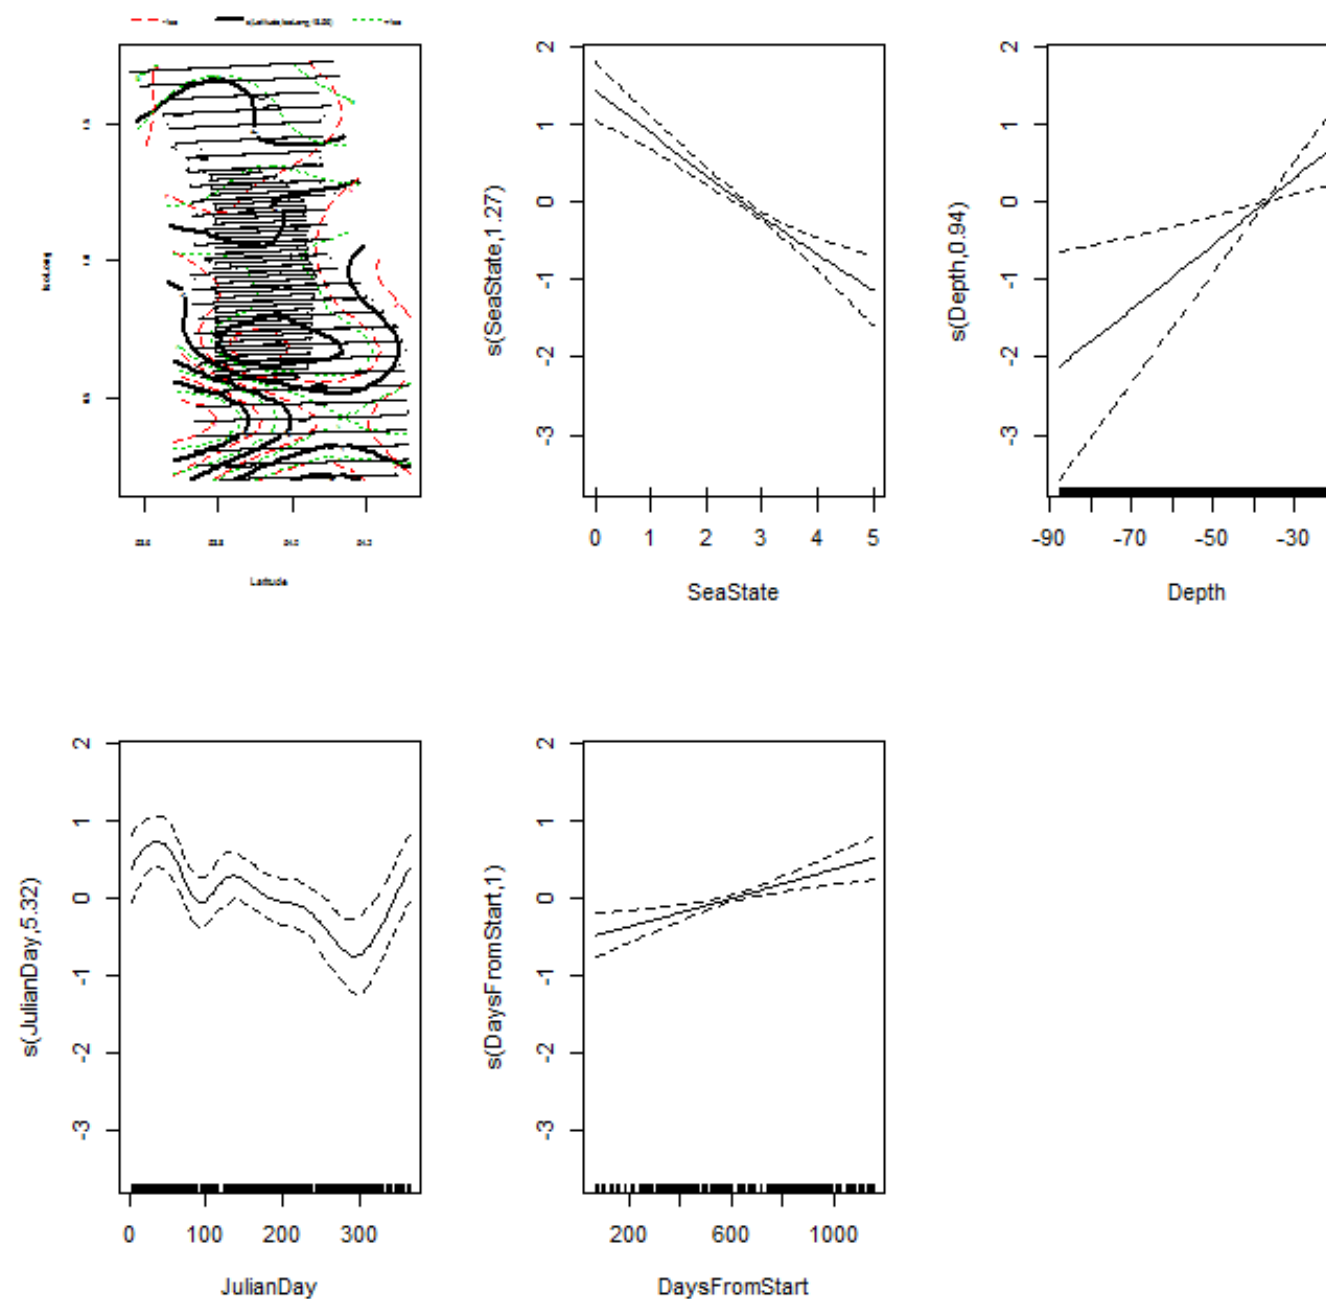 Latitude
s(SeaState,1.27)
2
1
0
-1
-2
-3
0 1 2 3 4 5
SeaState
s(Depth,0.94)
2
1
0
-1
-2
-3
-90 -70 -50 -30
Depth
s(JulianDay,5.32)
2
1
0
-1
-2
-3
0 100 200 300
JulianDay
s(DaysFromStart,1)
2
1
0
-1
-2
-3
200 600 1000
DaysFromStart